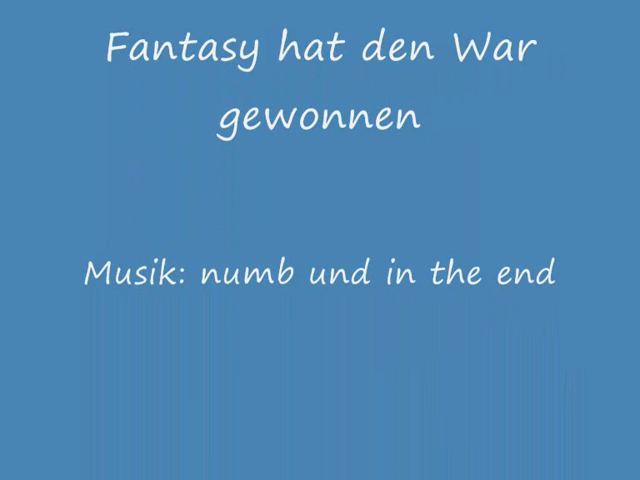 Fantasy hat den War
gewonnen
Musik: numb und in the end